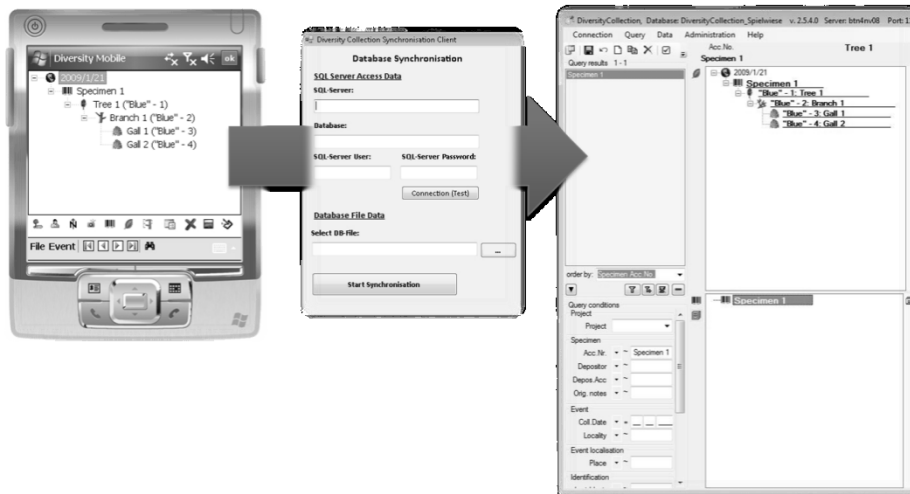 Diversity Mobile
ok
2009/1/21
Specimen 1
Tree 1 ("Blue" - 1)
Branch 1 ("Blue" - 2)
Gall 1 ("Blue" - 3)
Gall 2 ("Blue" - 4)
File Event
Diversity Collection Synchronisation Client
Database Synchronisation
SQL Server Access Data
SQL-Server:
Database:
SQL-Server User: SQL-Server Password:
Connection (Test)
Database File Data
Select DB-File:
...
Start Synchronisation
DiversityCollection, Database: DiversityCollection_Spielwiese v. 2.5.4.0 Server: btn4nv08 Port: 1
Connection Query Data Administration Help
Query results 1 - 1
Specimen 1
Acc.No.
Specimen 1
Tree 1
2009/1/21
Specimen 1
"Blue" - 1: Tree 1
"Blue" - 2: Branch 1
"Blue" - 3: Gall 1
"Blue" - 4: Gall 2
order by: Specimen Acc.No.
Query conditions
Project
Project
Specimen
Acc.Nr. ~ Specimen 1
Depositor ~
Depos.Acc ~
Orig. notes ~
Event
Coll.Date
Locality ~
Event localisation
Place ~
Identification
Specimen 1